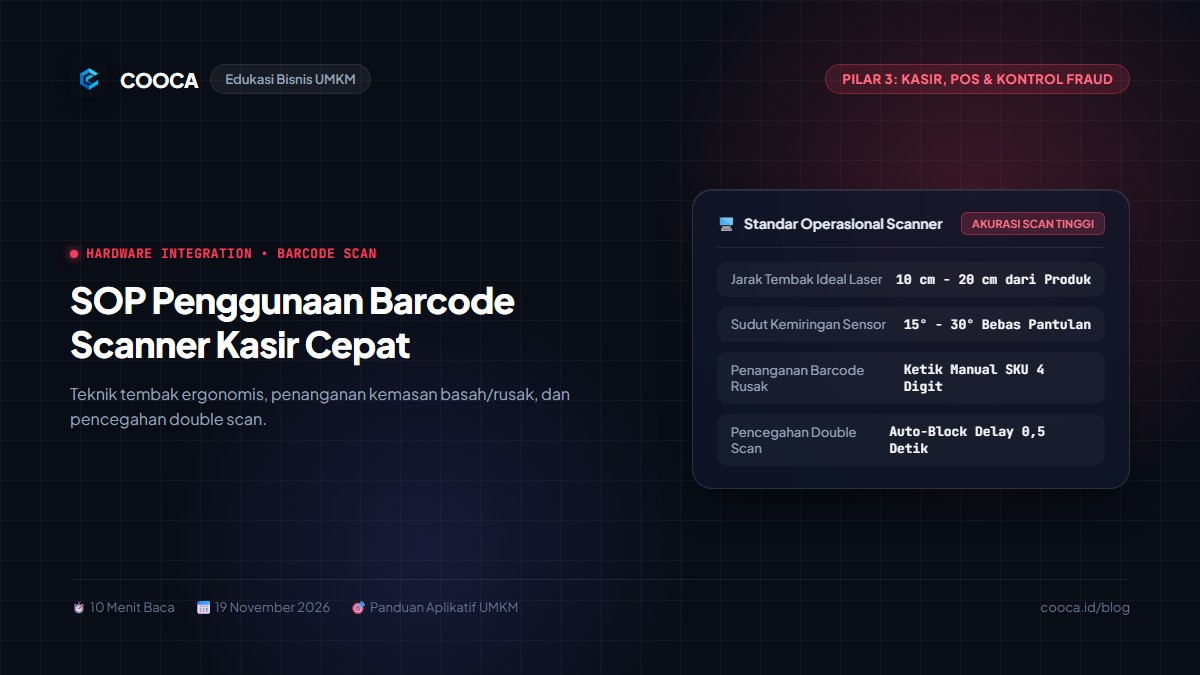 COOCA
Edukasi Bisnis UMKM
PILAR 3: KASIR, POS & KONTROL FRAUD
HARDWARE INTEGRATION • BARCODE SCAN
SOP Penggunaan Barcode
Scanner Kasir Cepat
Teknik tembak ergonomis, penanganan kemasan basah/rusak, dan
pencegahan double scan.
Standar Operasional Scanner
AKURASI SCAN TINGGI
Jarak Tembak Ideal Laser
10 cm - 20 cm dari Produk
Sudut Kemiringan Sensor
15° - 30° Bebas Pantulan
Penanganan Barcode
Rusak
Ketik Manual SKU 4
Digit
Pencegahan Double
Scan
Auto-Block Delay 0,5
Detik
10 Menit Baca
19 November 2026
Panduan Aplikatif UMKM
cooca.id/blog